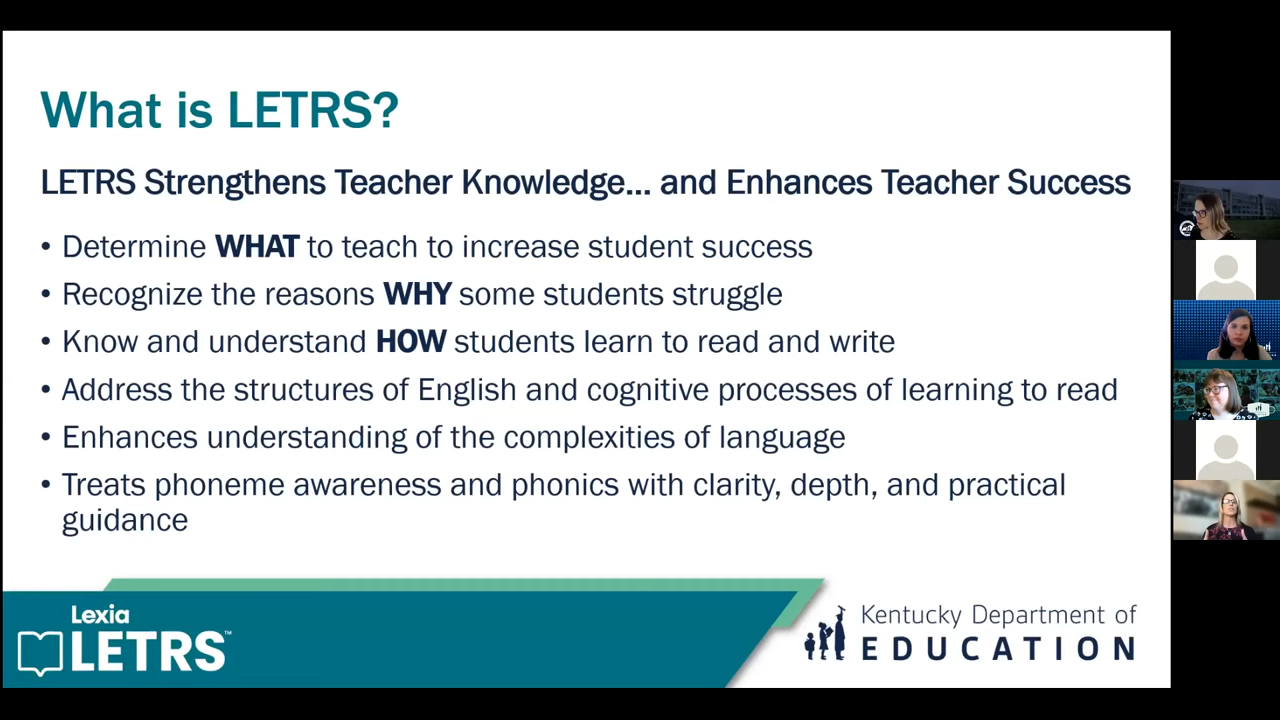 What is LETRS?
LETRS Strengthens Teacher Knowledge... and Enhances Teacher Success
• Determine WHAT to teach to increase student success
• Recognize the reasons WHY some students struggle
• Know and understand HOW students learn to read and write
• Address the structures of English and cognitive processes of learning to read
• Enhances understanding of the complexities of language
• Treats phoneme awareness and phonics with clarity, depth, and practical
guidance
Lexia
LETRS™
Kentucky Department of
EDUCATION